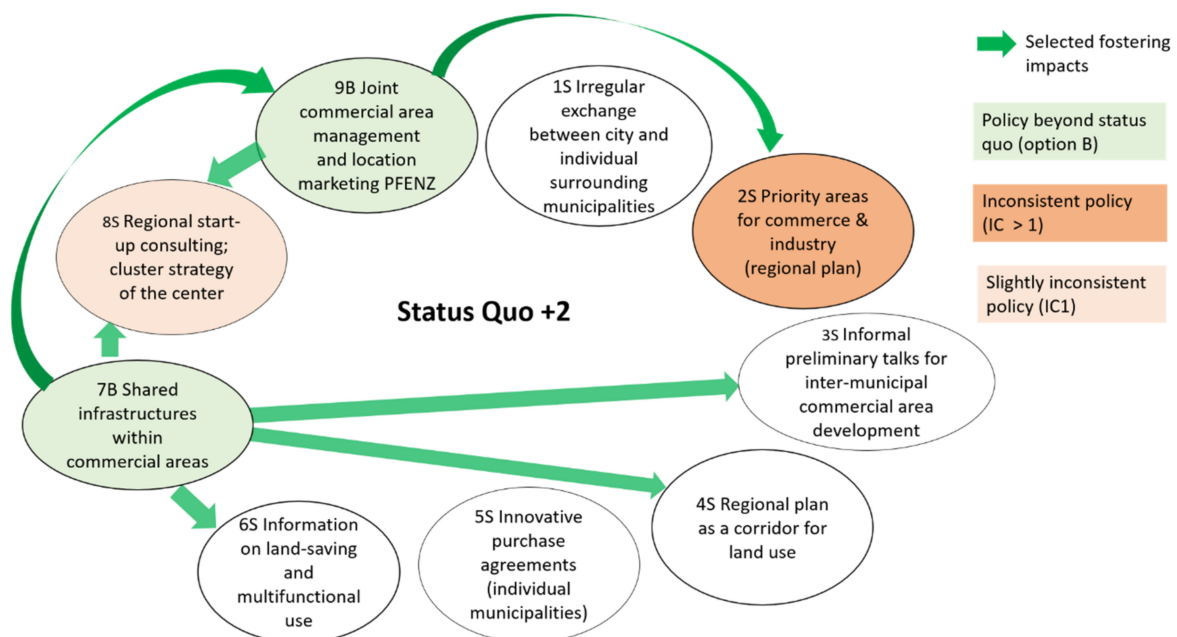 9B Joint
commercial area
management
and location
marketing PFENZ
1S Irregular
exchange
between city and
individual
surrounding
municipalities
2S Priority areas
for commerce &
industry
(regional plan)
3S Informal
preliminary talks for
inter-municipal
commercial area
development
4S Regional plan
as a corridor for
land use
5S Innovative
purchase
agreements
(individual
municipalities)
6S Information
on land-saving
and
multifunctional
use
7B Shared
infrastructures
within
commercial areas
8S Regional start-
up consulting;
cluster strategy
of the center
Status Quo +2
Selected fostering
impacts
Policy beyond status
quo (option B)
Inconsistent policy
(IC > 1)
Slightly inconsistent
policy (IC1)